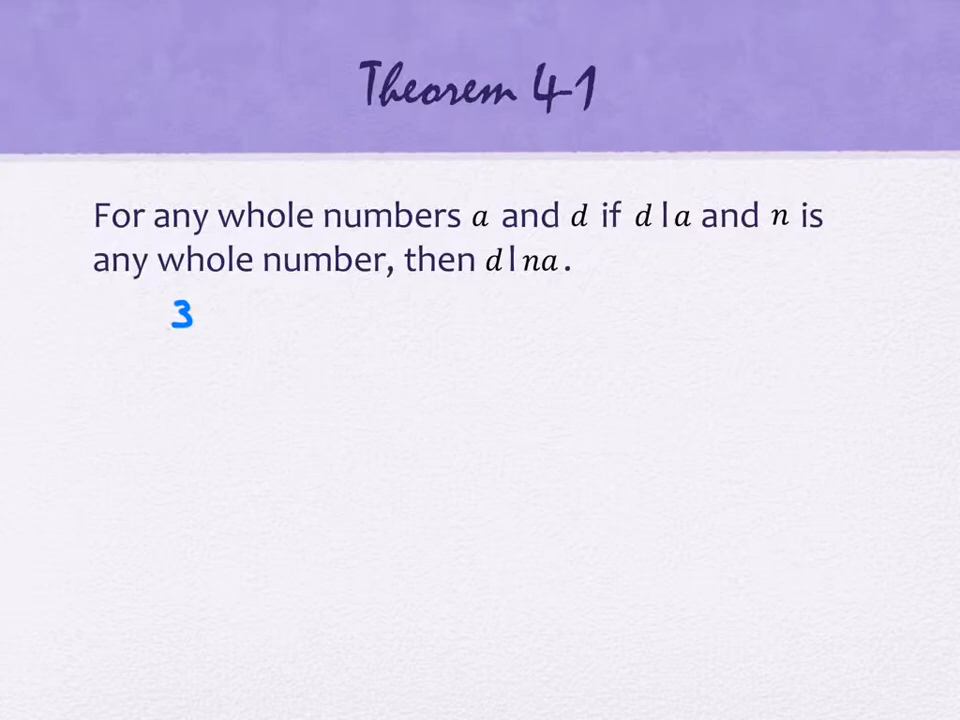 Theorem 4-1
For any whole numbers a and d if d | a and n is
any whole number, then d | na .
3